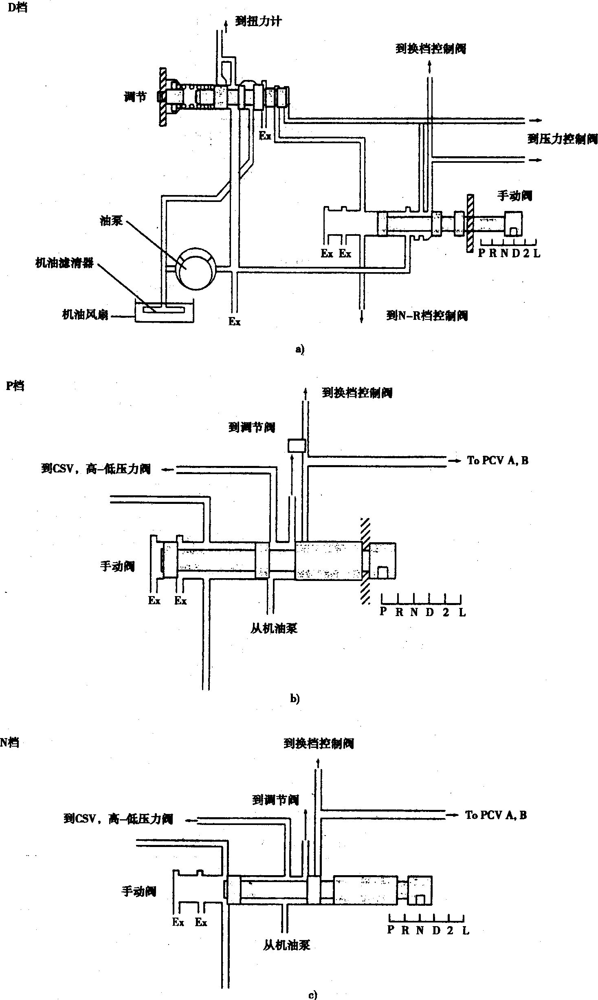 D档
到扭力计
到换档控制阀
调节
Ex
到压力控制阀
手动阀
油泵
Ex Ex
P R N D 2 L
机油滤清器
机油风扇
Ex
到N-R档控制阀
a)
P档
到换档控制阀
到调节阀
到CSV，高-低压力阀
To PCV A, B
手动阀
Ex Ex
P R N D 2 L
从机油泵
b)
N档
到换档控制阀
到调节阀
到CSV，高-低压力阀
To PCV A, B
手动阀
Ex Ex
P R N D 2 L
从机油泵
c)